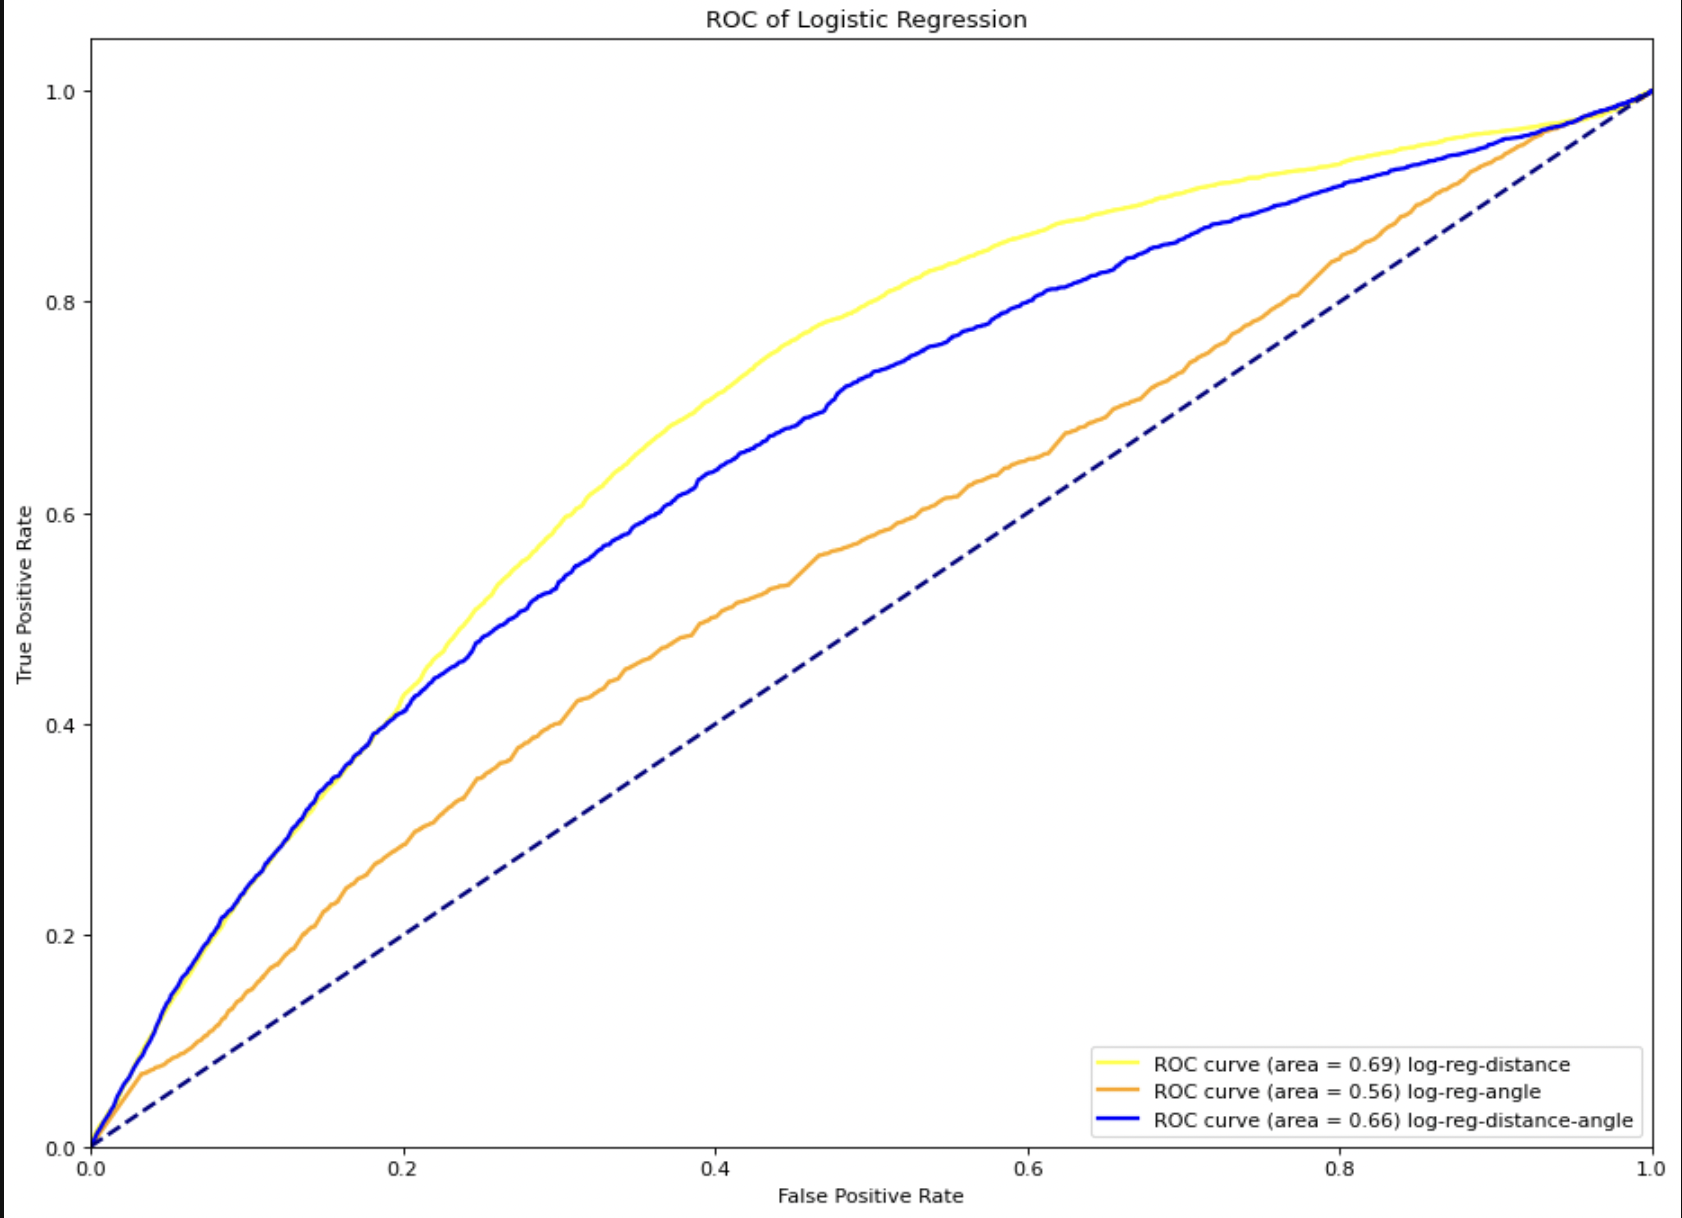 ROC of Logistic Regression
1.0
0.8
0.6
0.4
0.2
0.0
True Positive Rate
0.0 0.2 0.4 0.6 0.8 1.0
False Positive Rate
ROC curve (area = 0.69) log-reg-distance
ROC curve (area = 0.56) log-reg-angle
ROC curve (area = 0.66) log-reg-distance-angle